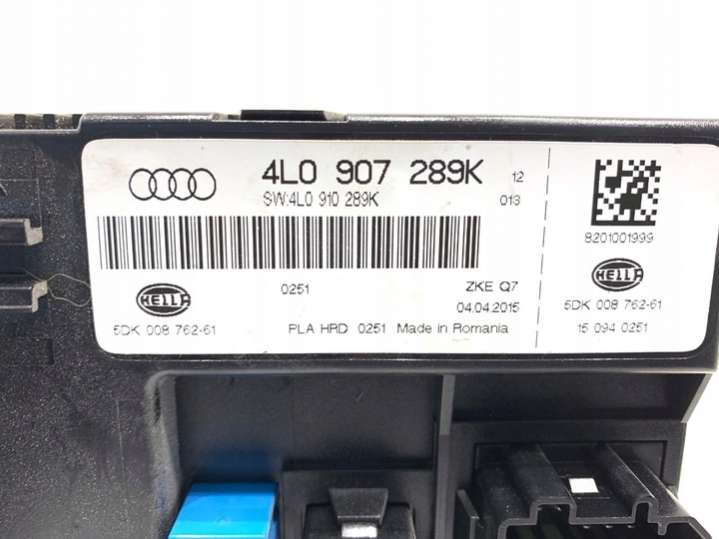 4L0 907 289K 12
SW:4L0 910 289K 013
0251 ZKE Q7
HELLA 04.04.2015
5DK 008 762-61 PLA HRD 0251 Made in Romania
8201001999
HELLA
5DK 008 762-61
15 094 0251